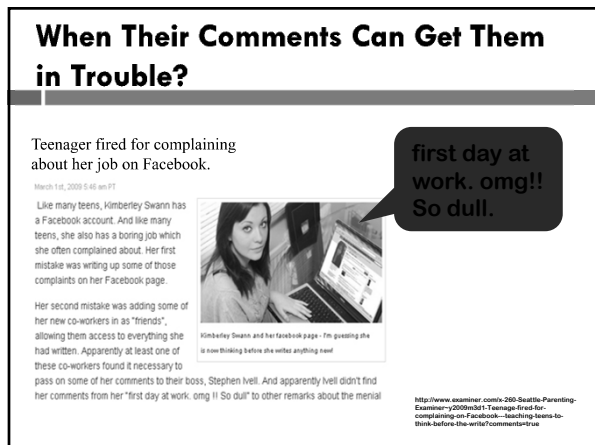 When Their Comments Can Get Them
in Trouble?
Teenager fired for complaining
about her job on Facebook.
March 1st, 2009 5:46 am PT
Like many teens, Kimberley Swann has
a Facebook account. And like many
teens, she also has a boring job which
she often complained about. Her first
mistake was writing up some of those
complaints on her Facebook page.
Her second mistake was adding some of
her new co-workers in as "friends",
allowing them access to everything she
had written. Apparently at least one of
these co-workers found it necessary to
pass on some of her comments to their boss, Stephen Ivell. And apparently Ivell didn't find
her comments from her "first day at work. omg !! So dull" to other remarks about the menial
Kimberley Swann and her facebook page - I'm guessing she
is now thinking before she writes anything new!
first day at
work. omg!!
So dull.
http://www.examiner.com/x-260-Seattle-Parenting-
Examiner~y2009m3d1-Teenage-fired-for-
complaining-on-Facebook---teaching-teens-to-
think-before-the-write?comments=true